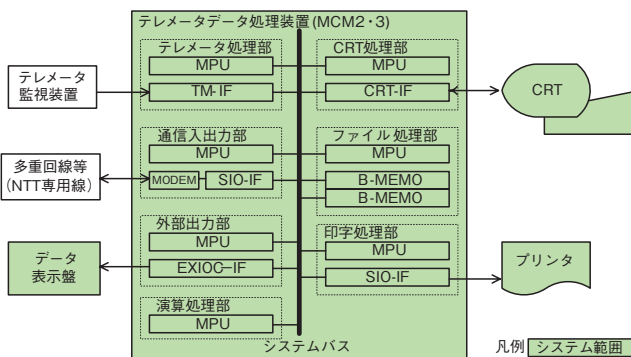 テレメータデータ処理装置(MCM2・3)
テレメータ処理部
MPU
TM-IF
CRT処理部
MPU
CRT-IF
テレメータ
監視装置
CRT
通信入出力部
MPU
MODEM
SIO-IF
ファイル処理部
MPU
B-MEMO
B-MEMO
多重回線等
(NTT専用線)
外部出力部
MPU
EXIOC-IF
印字処理部
MPU
SIO-IF
データ
表示盤
プリンタ
演算処理部
MPU
システムバス
凡例 システム範囲